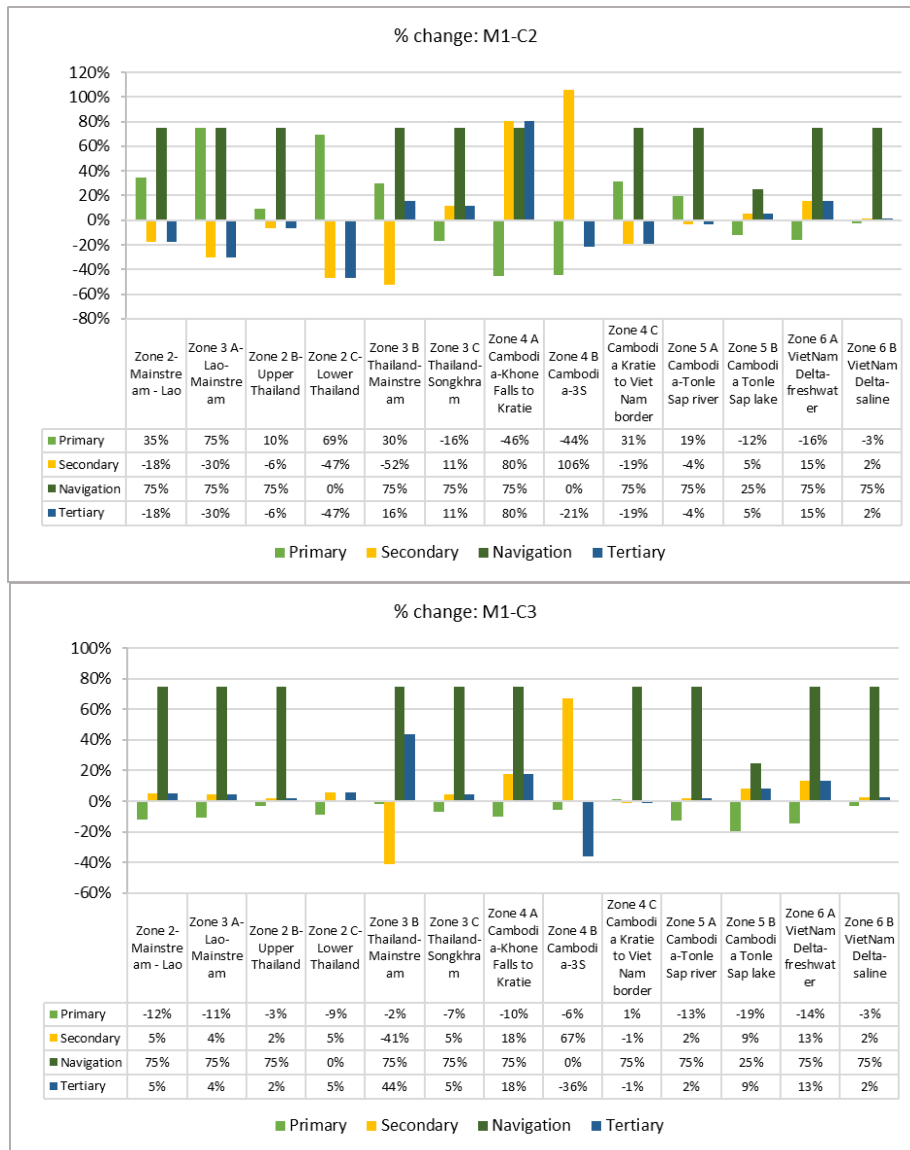 % change: M1-C2
120%
100%
80%
60%
40%
20%
0%
-20%
-40%
-60%
-80%
Zone 2-
Mainstre
am - Lao
Zone 3 A-
Lao-
Mainstre
am
Zone 2 B-
Upper
Thailand
Zone 2 C-
Lower
Thailand
Zone 3 B
Thailand-
Mainstre
am
Zone 3 C
Thailand-
Songkhra
m
Zone 4 A
Cambodi
a-Khone
Falls to
Kratie
Zone 4 B
Cambodi
a-3S
Zone 4 C
Cambodi
a Kratie
to Viet
Nam
border
Zone 5 A
Cambodi
a-Tonle
Sap river
Zone 5 B
Cambodi
a Tonle
Sap lake
Zone 6 A
VietNam
Delta-
freshwat
er
Zone 6 B
VietNam
Delta-
saline
Primary 35% 75% 10% 69% 30% -16% -46% -44% 31% 19% -12% -16% -3%
Secondary -18% -30% -6% -47% -52% 11% 80% 106% -19% -4% 5% 15% 2%
Navigation 75% 75% 75% 0% 75% 75% 75% 0% 75% 75% 25% 75% 75%
Tertiary -18% -30% -6% -47% 16% 11% 80% -21% -19% -4% 5% 15% 2%
Primary Secondary Navigation Tertiary
% change: M1-C3
100%
80%
60%
40%
20%
0%
-20%
-40%
-60%
Zone 2-
Mainstre
am - Lao
Zone 3 A-
Lao-
Mainstre
am
Zone 2 B-
Upper
Thailand
Zone 2 C-
Lower
Thailand
Zone 3 B
Thailand-
Mainstre
am
Zone 3 C
Thailand-
Songkhra
m
Zone 4 A
Cambodi
a-Khone
Falls to
Kratie
Zone 4 B
Cambodi
a-3S
Zone 4 C
Cambodi
a Kratie
to Viet
Nam
border
Zone 5 A
Cambodi
a-Tonle
Sap river
Zone 5 B
Cambodi
a Tonle
Sap lake
Zone 6 A
VietNam
Delta-
freshwat
er
Zone 6 B
VietNam
Delta-
saline
Primary -12% -11% -3% -9% -2% -7% -10% -6% 1% -13% -19% -14% -3%
Secondary 5% 4% 2% 5% -41% 5% 18% 67% -1% 2% 9% 13% 2%
Navigation 75% 75% 75% 0% 75% 75% 75% 0% 75% 75% 25% 75% 75%
Tertiary 5% 4% 2% 5% 44% 5% 18% -36% -1% 2% 9% 13% 2%
Primary Secondary Navigation Tertiary